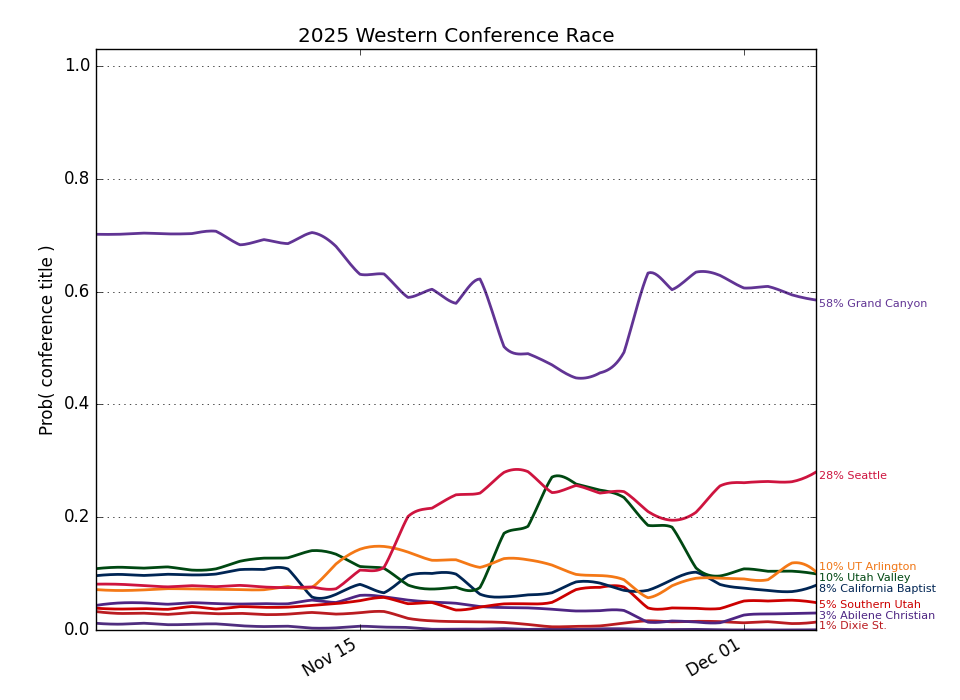 2025 Western Conference Race
Prob( conference title )
1.0
0.8
0.6
0.4
0.2
0.0
Nov 15
Dec 01
58% Grand Canyon
28% Seattle
10% UT Arlington
10% Utah Valley
8% California Baptist
5% Southern Utah
3% Abilene Christian
1% Dixie St.